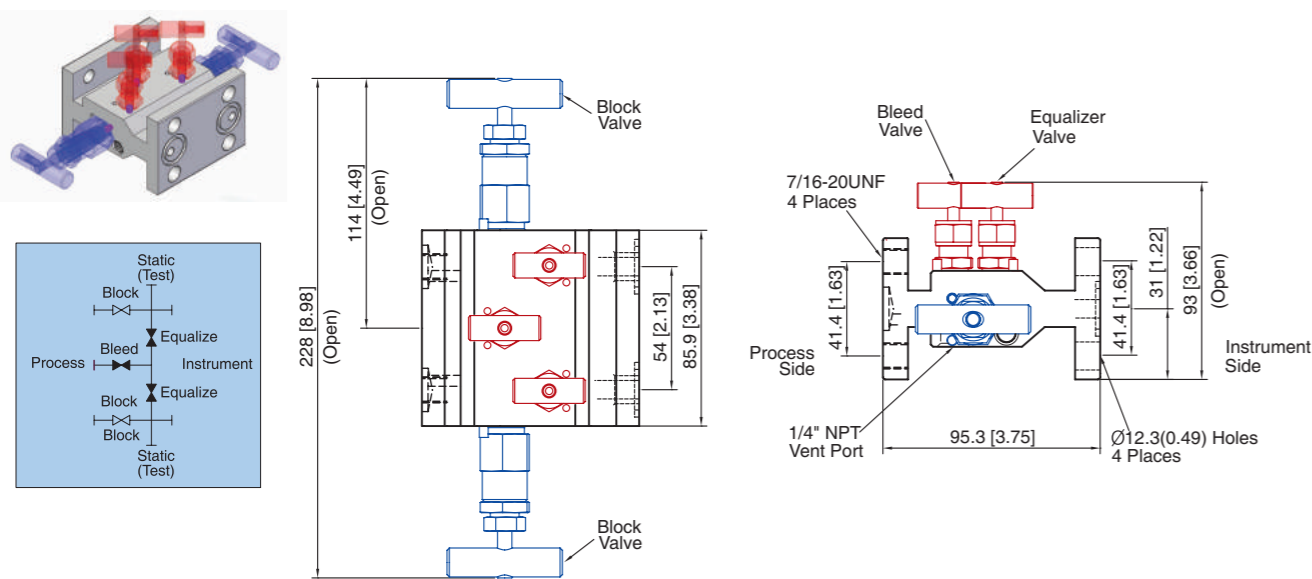 Static
(Test)
Block
Equalize
Bleed
Process
Instrument
Equalize
Block
Block
Static
(Test)
228 [8.98]
(Open)
114 [4.49]
(Open)
Block
Valve
54 [2.13]
85.9 [3.38]
Block
Valve
Bleed
Valve
Equalizer
Valve
7/16-20UNF
4 Places
41.4 [1.63]
Process
Side
41.4 [1.63]
31 [1.22]
93 [3.66]
(Open)
Instrument
Side
1/4" NPT
Vent Port
95.3 [3.75]
Ø12.3(0.49) Holes
4 Places